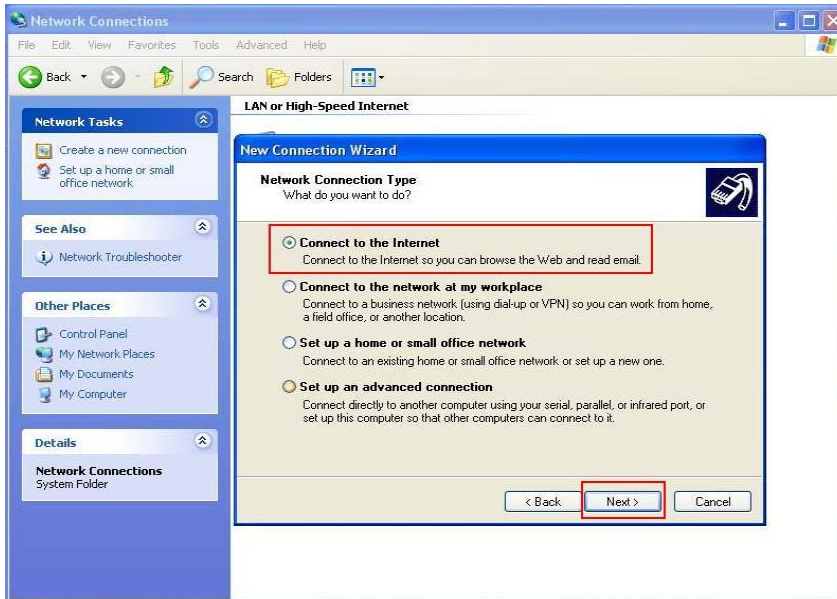 Network Connections
File Edit View Favorites Tools Advanced Help
Back Search Folders
Network Tasks
Create a new connection
Set up a home or small
office network
See Also
Network Troubleshooter
Other Places
Control Panel
My Network Places
My Documents
My Computer
Details
Network Connections
System Folder
LAN or High-Speed Internet
New Connection Wizard
Network Connection Type
What do you want to do?
Connect to the Internet
Connect to the Internet so you can browse the Web and read email.
Connect to the network at my workplace
Connect to a business network (using dial-up or VPN) so you can work from home,
a field office, or another location.
Set up a home or small office network
Connect to an existing home or small office network or set up a new one.
Set up an advanced connection
Connect directly to another computer using your serial, parallel, or infrared port, or
set up this computer so that other computers can connect to it.
< Back Next > Cancel